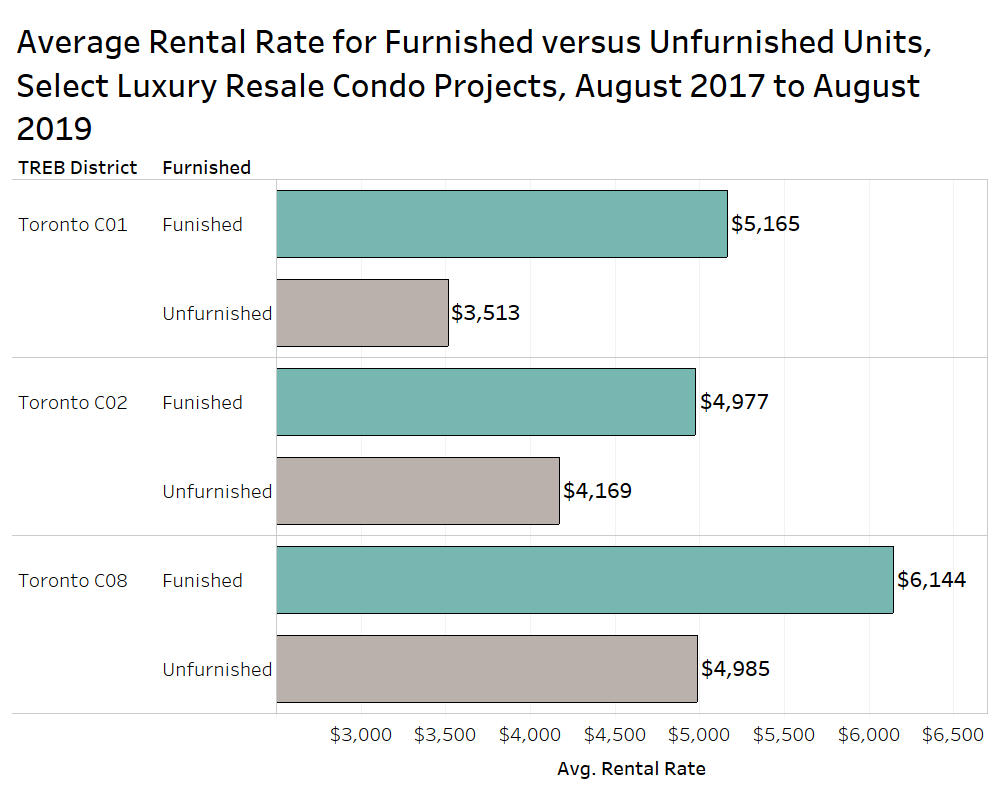 Average Rental Rate for Furnished versus Unfurnished Units,
Select Luxury Resale Condo Projects, August 2017 to August
2019
TREB District Furnished
Toronto C01 Funished $5,165
Unfurnished $3,513
Toronto C02 Funished $4,977
Unfurnished $4,169
Toronto C08 Funished $6,144
Unfurnished $4,985
$3,000 $3,500 $4,000 $4,500 $5,000 $5,500 $6,000 $6,500
Avg. Rental Rate